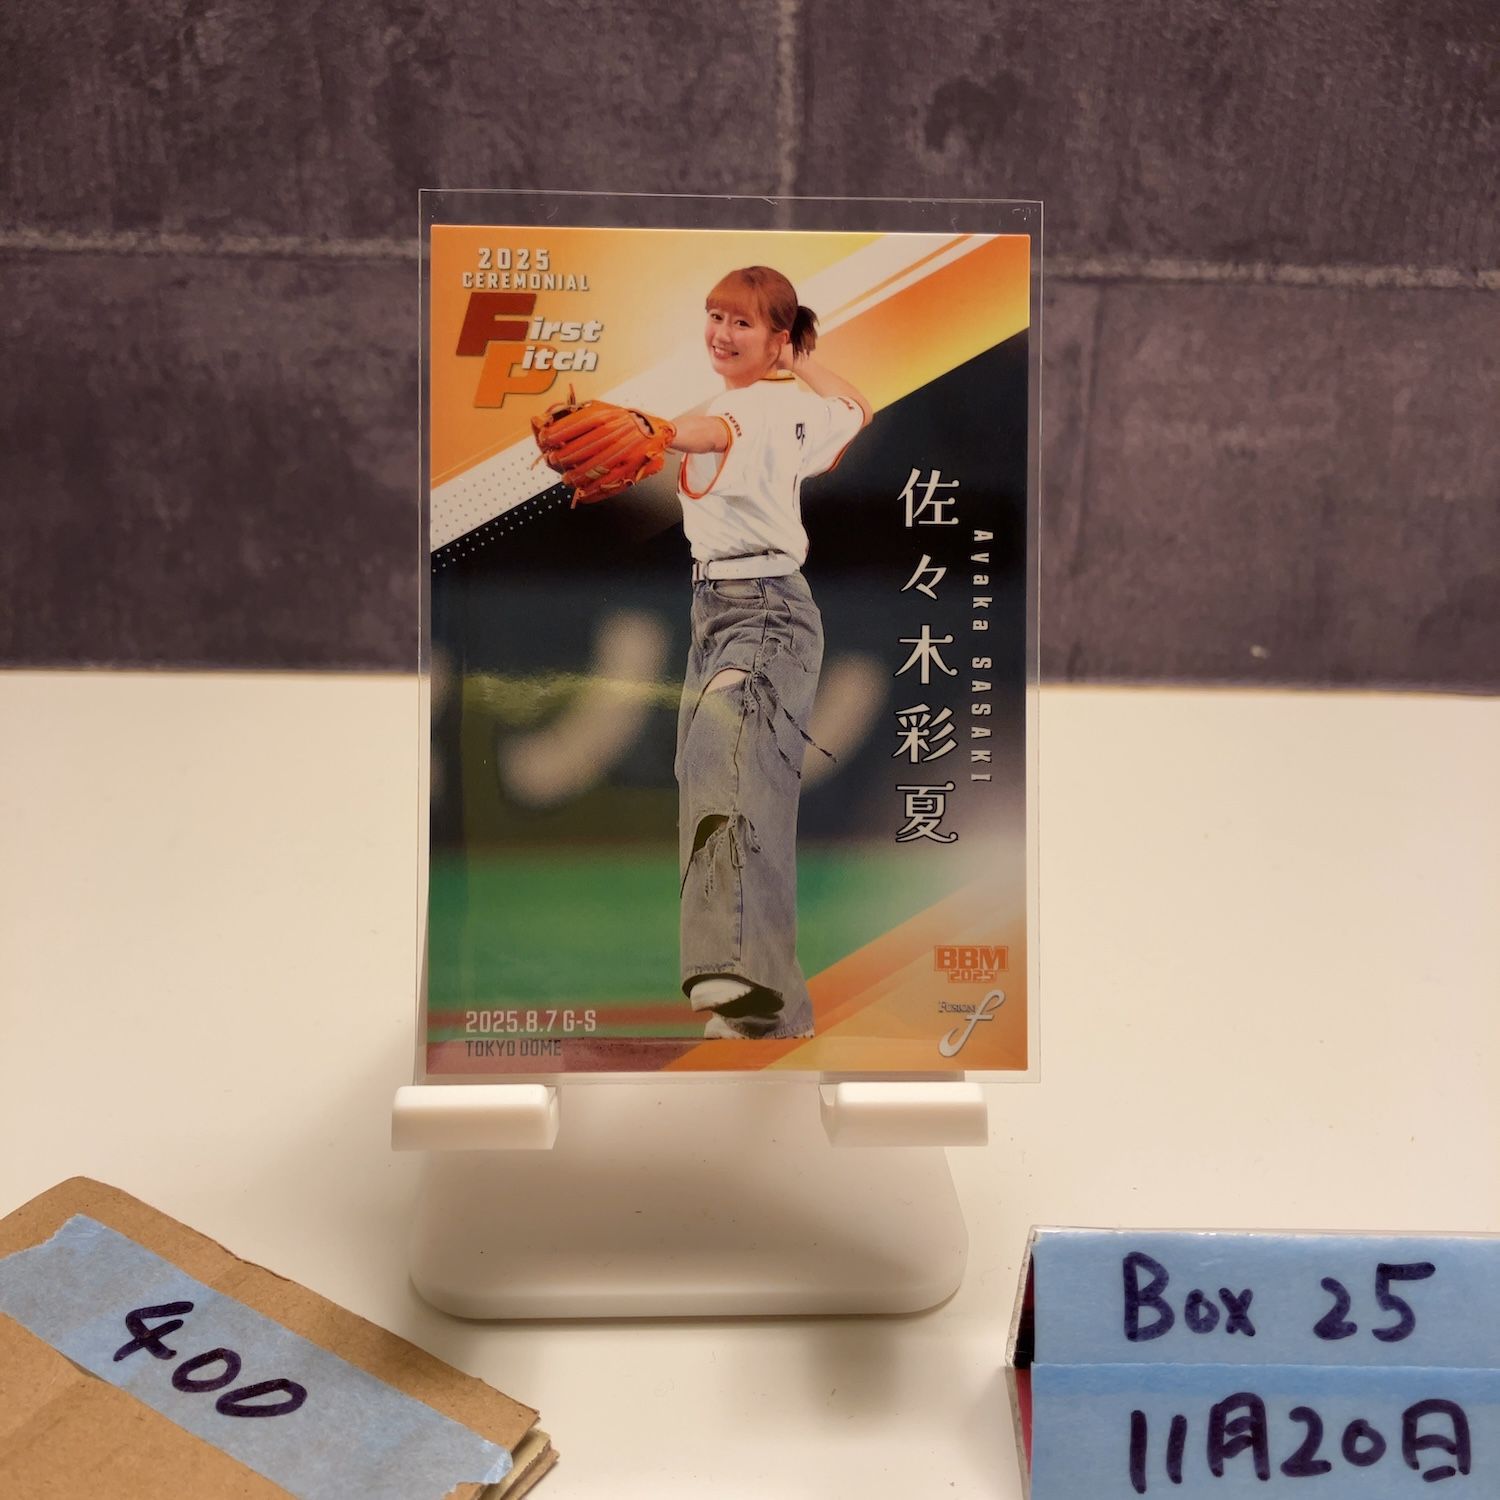 2025
CEREMONIAL
First
Pitch
佐々木彩夏
Ayaka SASAKI
BBM
2025
FUSION
f
2025.8.7 G-S
TOKYO DOME
400
Box 25
11月20日